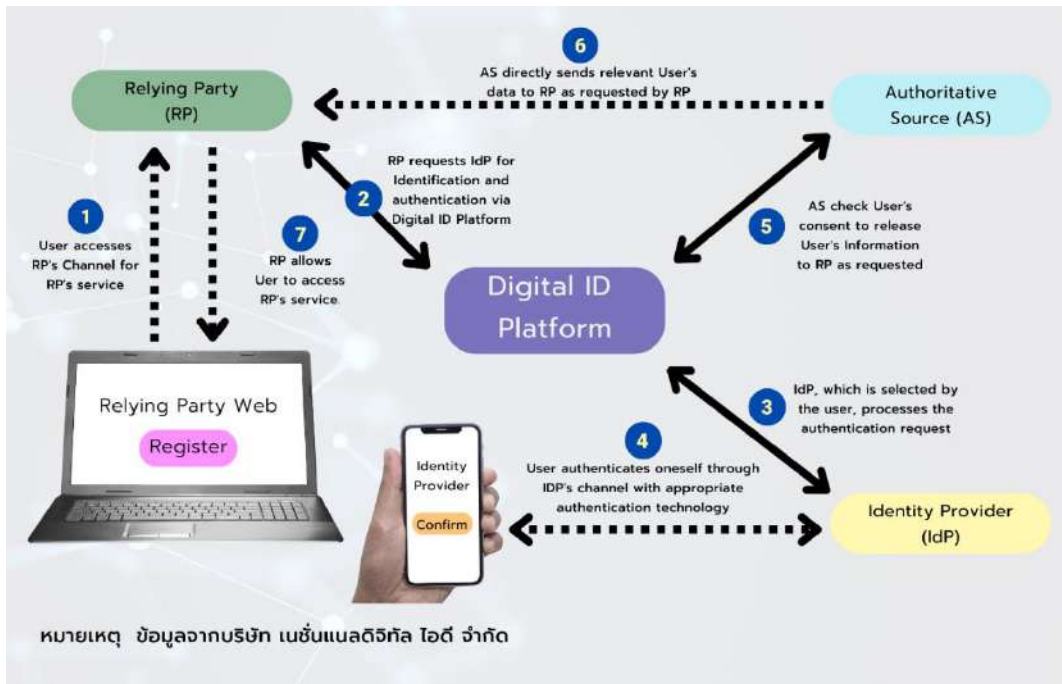 6
AS directly sends relevant User's
data to RP as requested by RP
Relying Party
(RP)
Authoritative
Source (AS)
RP requests IdP for
Identification and
authentication via
Digital ID Platform
2
1
User accesses
RP's Channel for
RP's service
7
RP allows
Uer to access
RP's service.
5
AS check User's
consent to release
User's Information
to RP as requested
Digital ID
Platform
Relying Party Web
Register
3
IdP, which is selected by
the user, processes the
authentication request
4
User authenticates oneself through
IDP's channel with appropriate
authentication technology
Identity
Provider
Confirm
Identity Provider
(IdP)
หมายเหตุ ข้อมูลจากบริษัท เนชั่นแนลดิจิทัล ไอดี จำกัด